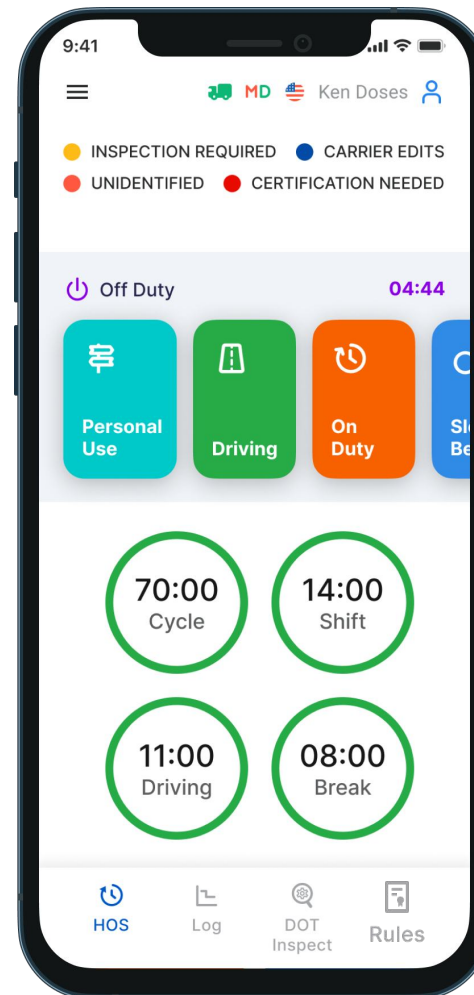 9:41
MD Ken Doses
INSPECTION REQUIRED CARRIER EDITS
UNIDENTIFIED CERTIFICATION NEEDED
Off Duty 04:44
Personal
Use
Driving
On
Duty
70:00
Cycle
14:00
Shift
11:00
Driving
08:00
Break
HOS
Log
DOT
Inspect
Rules